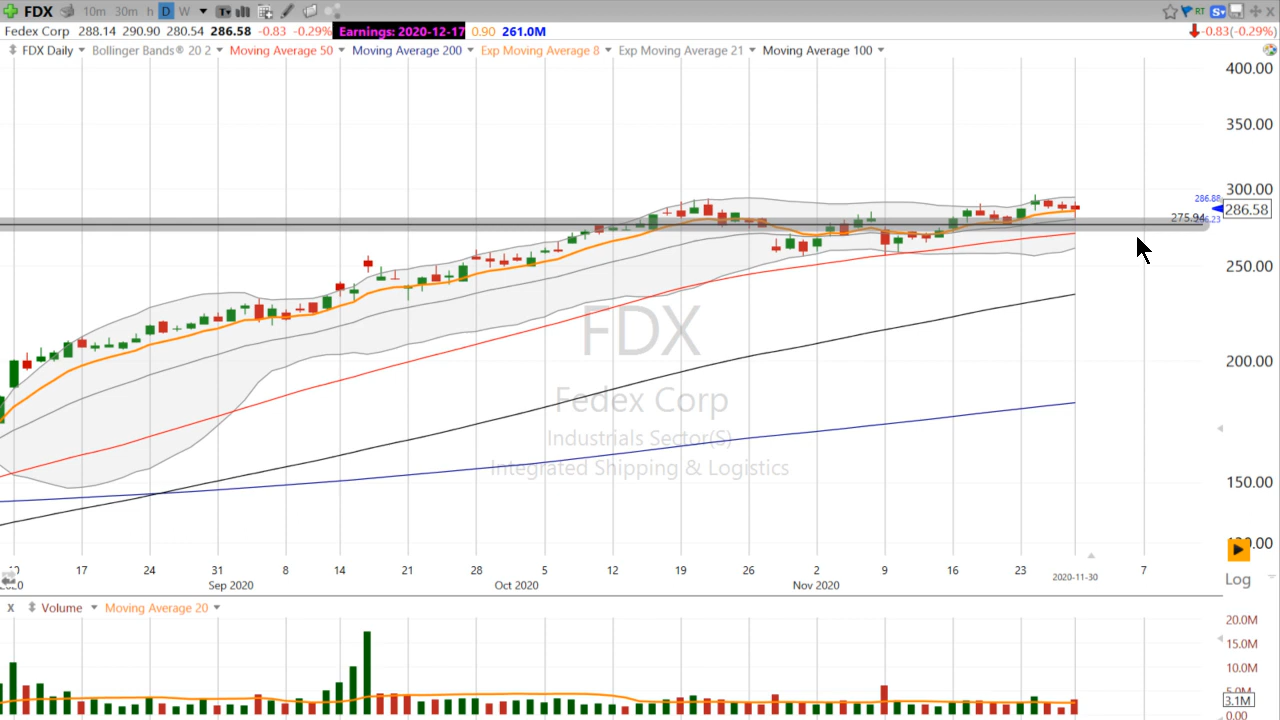 FDX 10m 30m h D W T RT S
Fedex Corp 288.14 290.90 280.54 286.58 -0.83 -0.29% Earnings: 2020-12-17 0.90 261.0M -0.83(-0.29%)
FDX Daily Bollinger Bands® 20 2 Moving Average 50 Moving Average 200 Exp Moving Average 8 Exp Moving Average 21 Moving Average 100
400.00
350.00
300.00
286.88
286.58
275.94
250.00
FDX
200.00
Fedex Corp
Industrials Sector(S)
Integrated Shipping & Logistics
150.00
17 24 31 8 14 21 28 5 12 19 26 2 9 16 23 2020-11-30 7
Sep 2020 Oct 2020 Nov 2020
Log
X Volume Moving Average 20
20.0M
15.0M
10.0M
3.1M
0.00